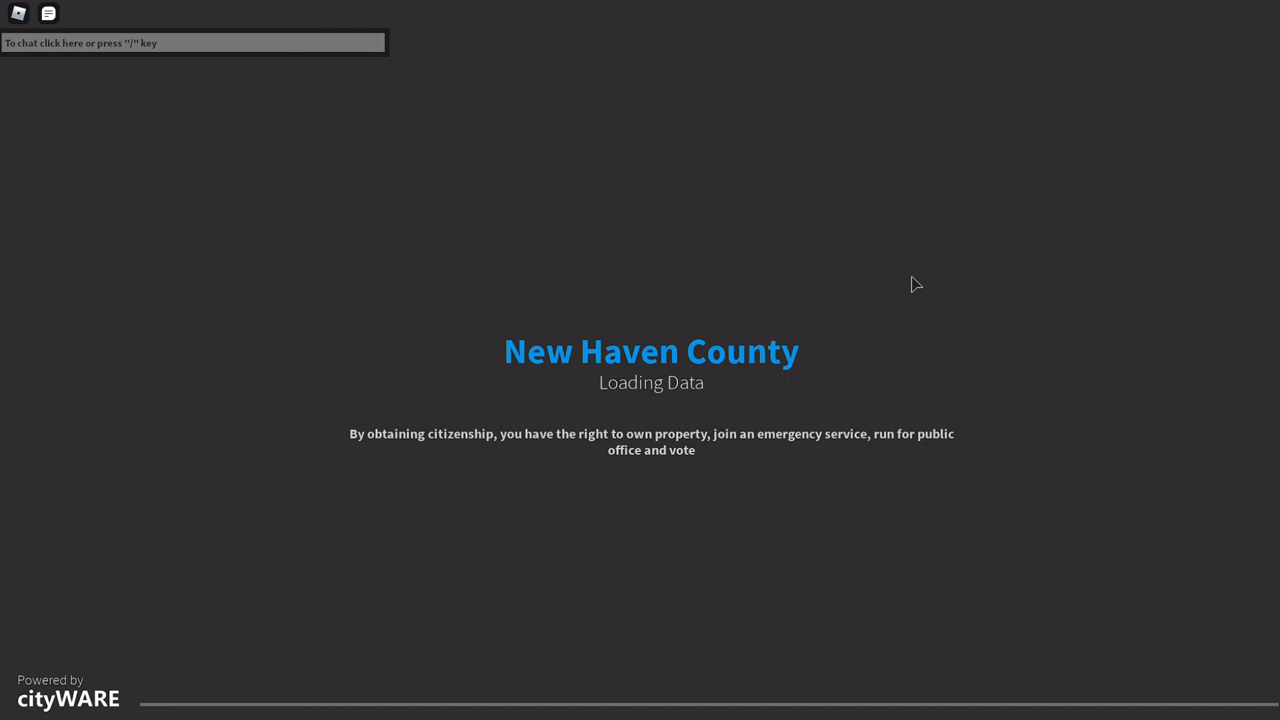 To chat click here or press "/" key
New Haven County
Loading Data
By obtaining citizenship, you have the right to own property, join an emergency service, run for public
office and vote
Powered by
cityWARE